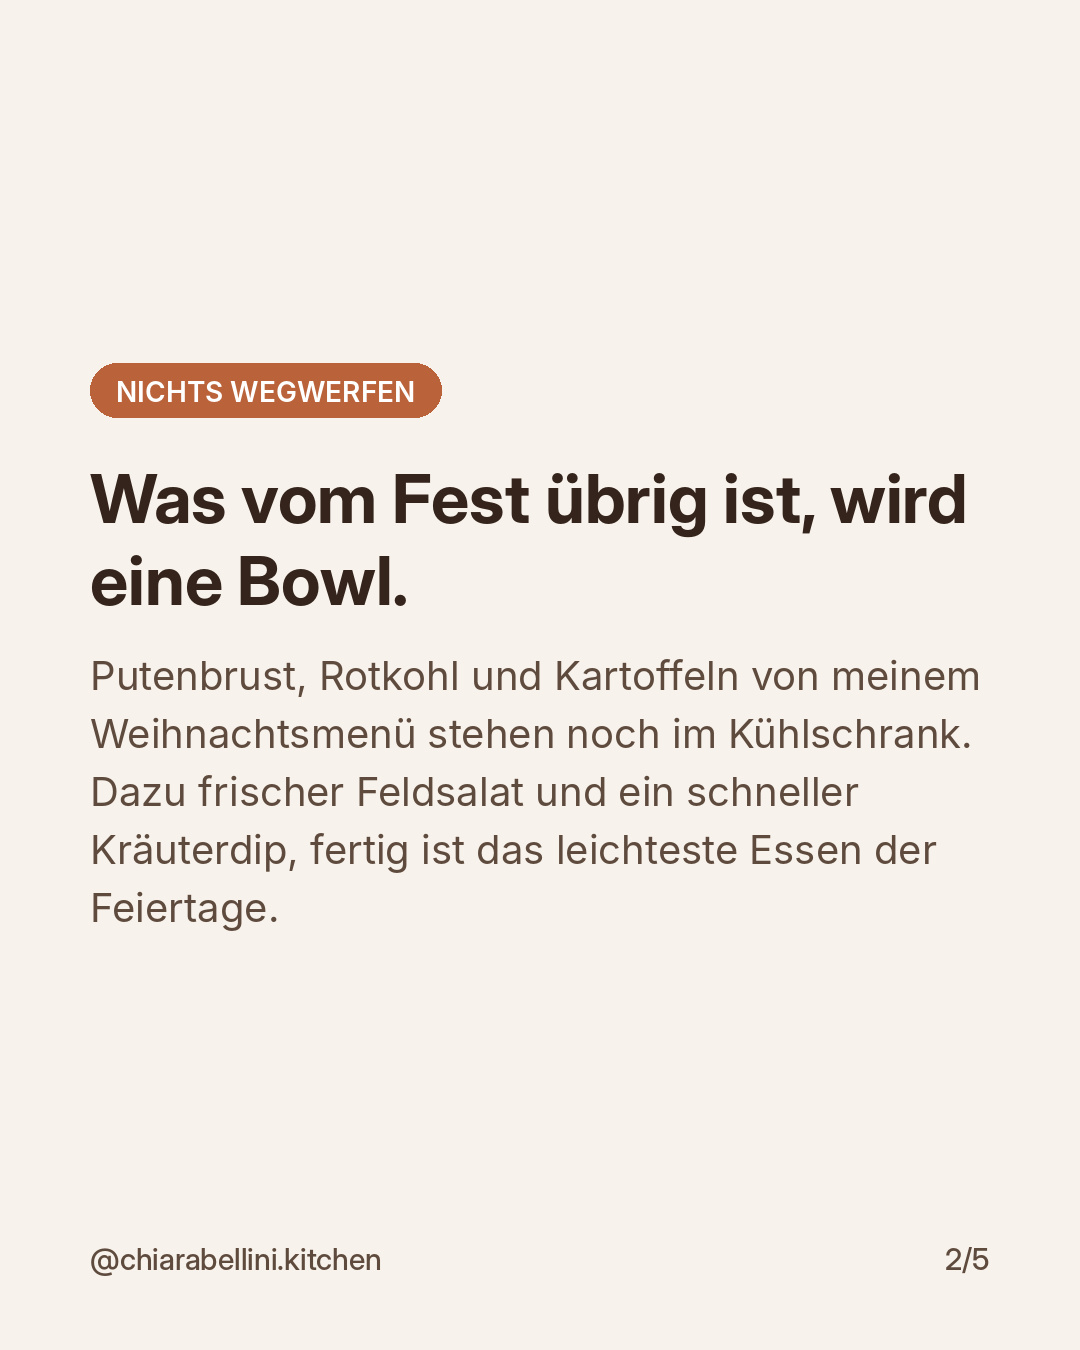 NICHTS WEGWERFEN
Was vom Fest übrig ist, wird
eine Bowl.
Putenbrust, Rotkohl und Kartoffeln von meinem
Weihnachtsmenü stehen noch im Kühlschrank.
Dazu frischer Feldsalat und ein schneller
Kräuterdip, fertig ist das leichteste Essen der
Feiertage.
@chiarabellini.kitchen
2/5